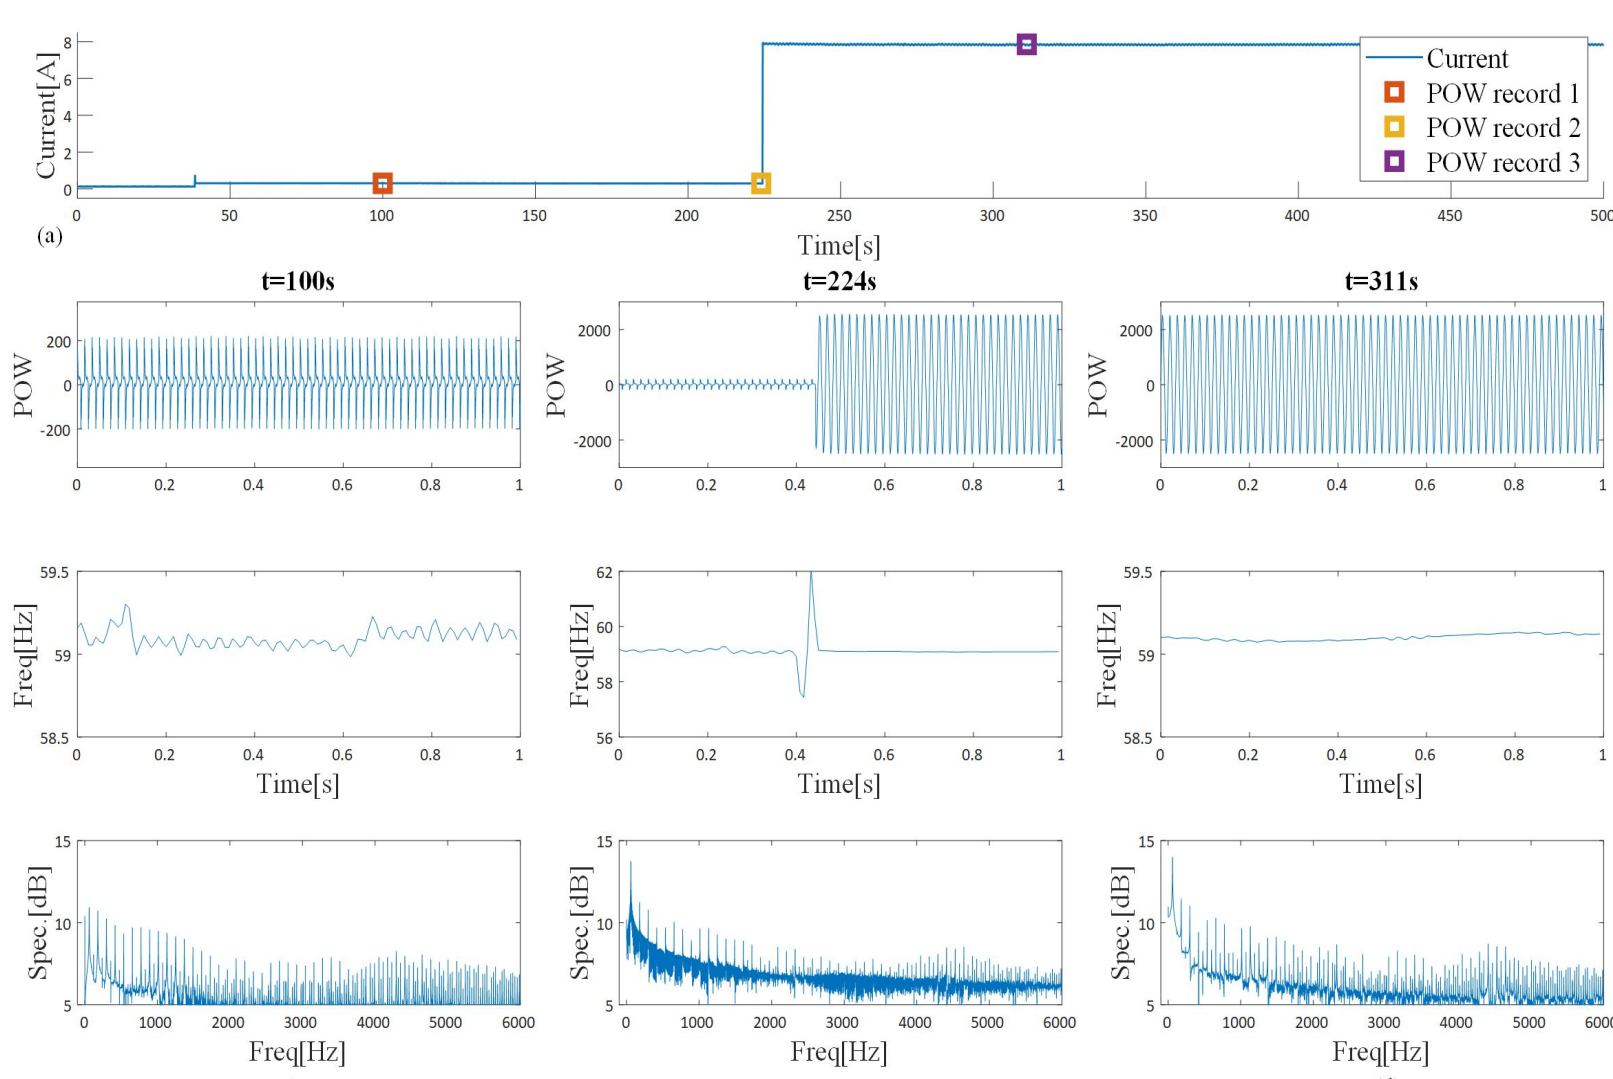 Current[A]
8
6
4
2
0
Current
POW record 1
POW record 2
POW record 3
0 50 100 150 200 250 300 350 400 450 500
(a)
Time[s]
t=100s t=224s t=311s
POW
200
0
-200
0 0.2 0.4 0.6 0.8 1
POW
2000
0
-2000
0 0.2 0.4 0.6 0.8 1
POW
2000
0
-2000
0 0.2 0.4 0.6 0.8 1
Freq[Hz]
59.5
59
58.5
0 0.2 0.4 0.6 0.8 1
Time[s]
Freq[Hz]
62
60
58
56
0 0.2 0.4 0.6 0.8 1
Time[s]
Freq[Hz]
59.5
59
58.5
0 0.2 0.4 0.6 0.8 1
Time[s]
Spec.[dB]
15
10
5
0 1000 2000 3000 4000 5000 6000
Freq[Hz]
Spec.[dB]
15
10
5
0 1000 2000 3000 4000 5000 6000
Freq[Hz]
Spec.[dB]
15
10
5
0 1000 2000 3000 4000 5000 6000
Freq[Hz]